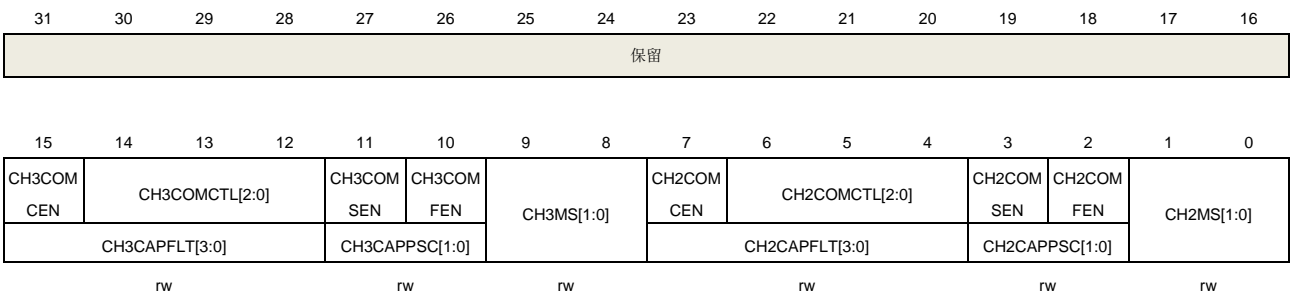 31 30 29 28 27 26 25 24 23 22 21 20 19 18 17 16
保留
15 14 13 12 11 10 9 8 7 6 5 4 3 2 1 0
CH3COM CEN
CH3COMCTL[2:0]
CH3COM SEN
CH3COM FEN
CH3MS[1:0]
CH2COM CEN
CH2COMCTL[2:0]
CH2COM SEN
CH2COM FEN
CH2MS[1:0]
CH3CAPFLT[3:0]
CH3CAPPSC[1:0]
CH2CAPFLT[3:0]
CH2CAPPSC[1:0]
rw rw rw rw rw rw